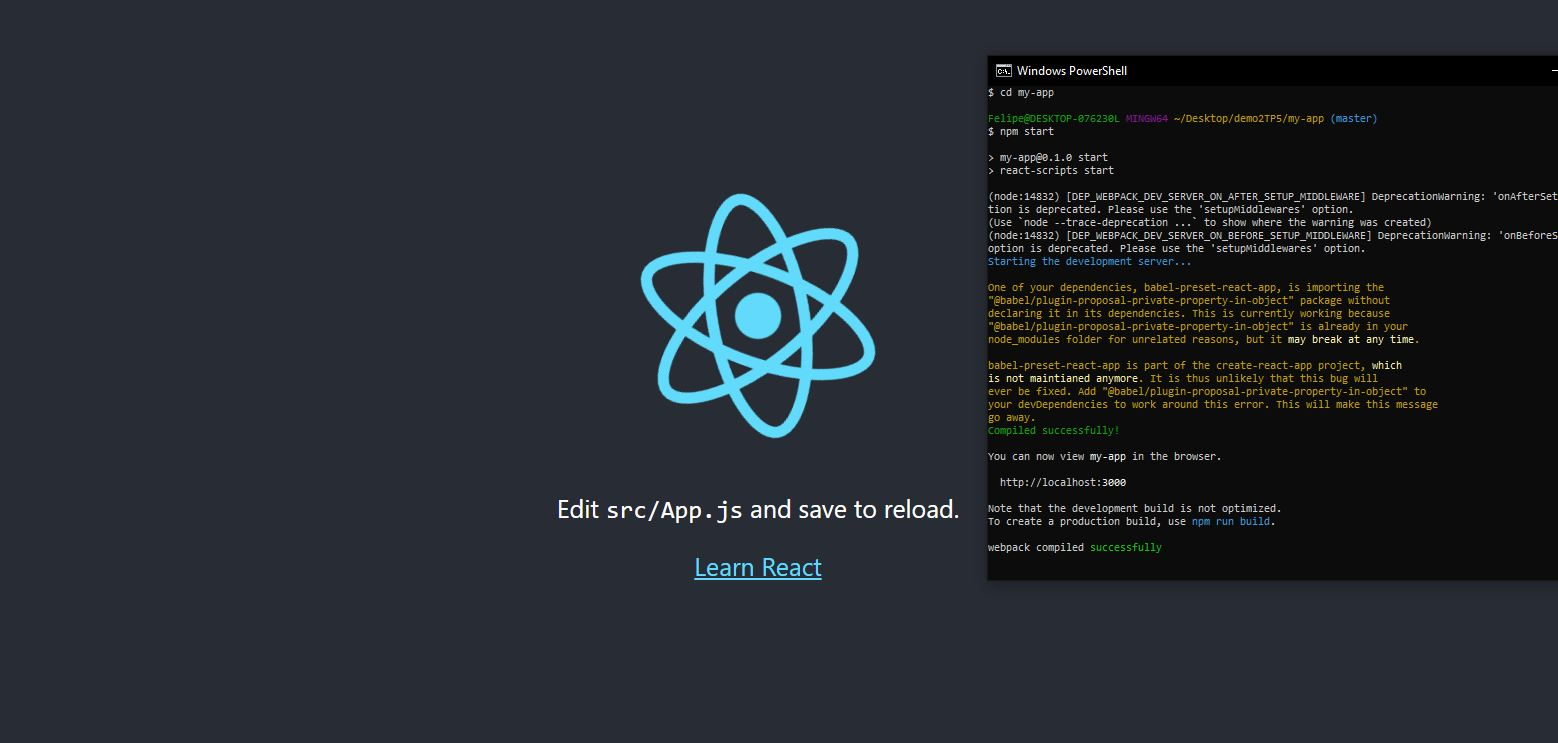 Edit src/App.js and save to reload.
Learn React
Windows PowerShell
$ cd my-app
Felipe@DESKTOP-076230L MINGW64 ~/Desktop/demo2TP5/my-app (master)
$ npm start
> my-app@0.1.0 start
> react-scripts start
(node:14832) [DEP_WEBPACK_DEV_SERVER_ON_AFTER_SETUP_MIDDLEWARE] DeprecationWarning: 'onAfterSet
tion is deprecated. Please use the 'setupMiddlewares' option.
(Use `node --trace-deprecation ...` to show where the warning was created)
(node:14832) [DEP_WEBPACK_DEV_SERVER_ON_BEFORE_SETUP_MIDDLEWARE] DeprecationWarning: 'onBeforeS
option is deprecated. Please use the 'setupMiddlewares' option.
Starting the development server...
One of your dependencies, babel-preset-react-app, is importing the
"@babel/plugin-proposal-private-property-in-object" package without
declaring it in its dependencies. This is currently working because
"@babel/plugin-proposal-private-property-in-object" is already in your
node_modules folder for unrelated reasons, but it may break at any time.
babel-preset-react-app is part of the create-react-app project, which
is not maintianed anymore. It is thus unlikely that this bug will
ever be fixed. Add "@babel/plugin-proposal-private-property-in-object" to
your devDependencies to work around this error. This will make this message
go away.
Compiled successfully!
You can now view my-app in the browser.
http://localhost:3000
Note that the development build is not optimized.
To create a production build, use npm run build.
webpack compiled successfully